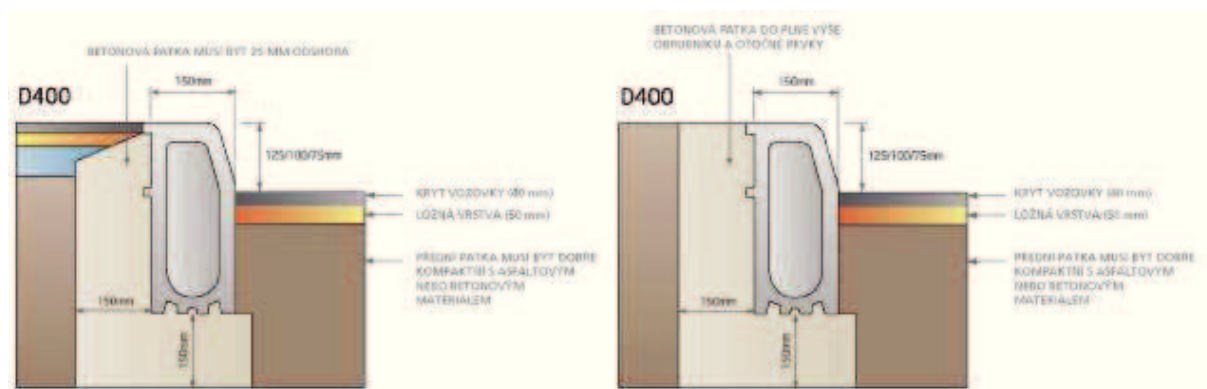 BETONOVÁ PATKA MUSÍ BÝT 25 MM ODSHORA
150mm
D400
125/100/75mm
KRYT VOZOVKY (40 mm)
LOŽNÁ VRSTVA (50 mm)
PŘEDNÍ PATKA MUSÍ BÝT DOBŘE
KOMPAKTNÍ S ASFALTOVÝM
NEBO BETONOVÝM
MATERIÁLEM
150mm
150mm
BETONOVÁ PATKA DO PLNÉ VÝŠE
OBRUBNÍKU A OTOČNÉ PRVKY
150mm
D400
125/100/75mm
KRYT VOZOVKY (40 mm)
LOŽNÁ VRSTVA (50 mm)
PŘEDNÍ PATKA MUSÍ BÝT DOBŘE
KOMPAKTNÍ S ASFALTOVÝM
NEBO BETONOVÝM
MATERIÁLEM
150mm
150mm